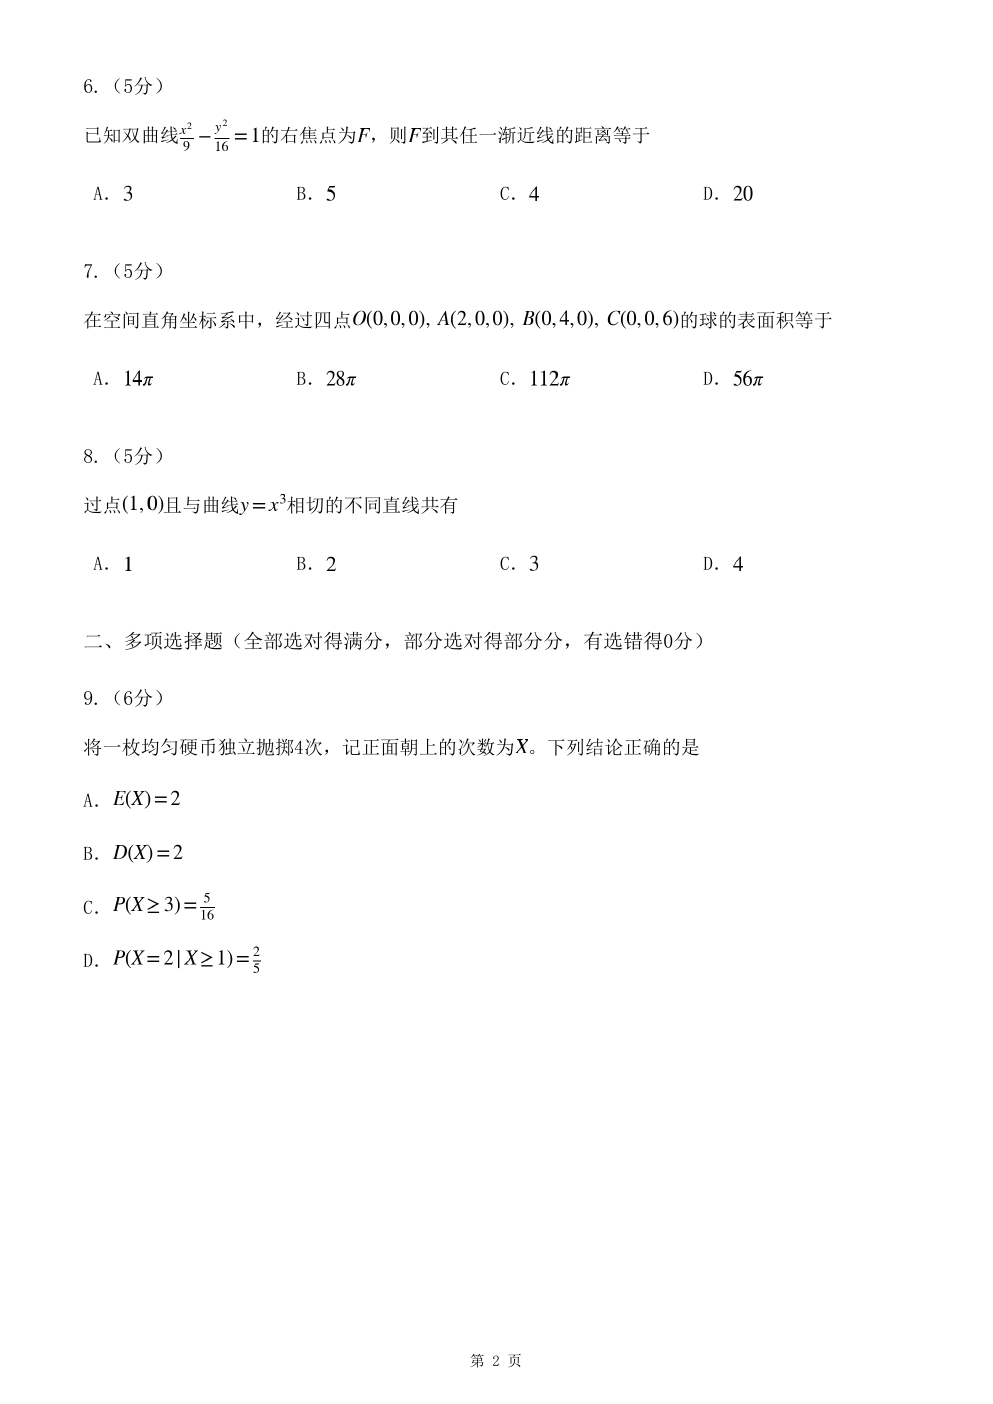 6.（5分）
已知双曲线x²/9 − y²/16 = 1的右焦点为F，则F到其任一渐近线的距离等于
A. 3 B. 5 C. 4 D. 20
7.（5分）
在空间直角坐标系中，经过四点O(0,0,0), A(2,0,0), B(0,4,0), C(0,0,6)的球的表面积等于
A. 14π B. 28π C. 112π D. 56π
8.（5分）
过点(1,0)且与曲线y=x³相切的不同直线共有
A. 1 B. 2 C. 3 D. 4
二、多项选择题（全部选对得满分，部分选对得部分分，有选错得0分）
9.（6分）
将一枚均匀硬币独立抛掷4次，记正面朝上的次数为X。下列结论正确的是
A. E(X)=2
B. D(X)=2
C. P(X≥3)=5/16
D. P(X=2|X≥1)=2/5
第 2 页